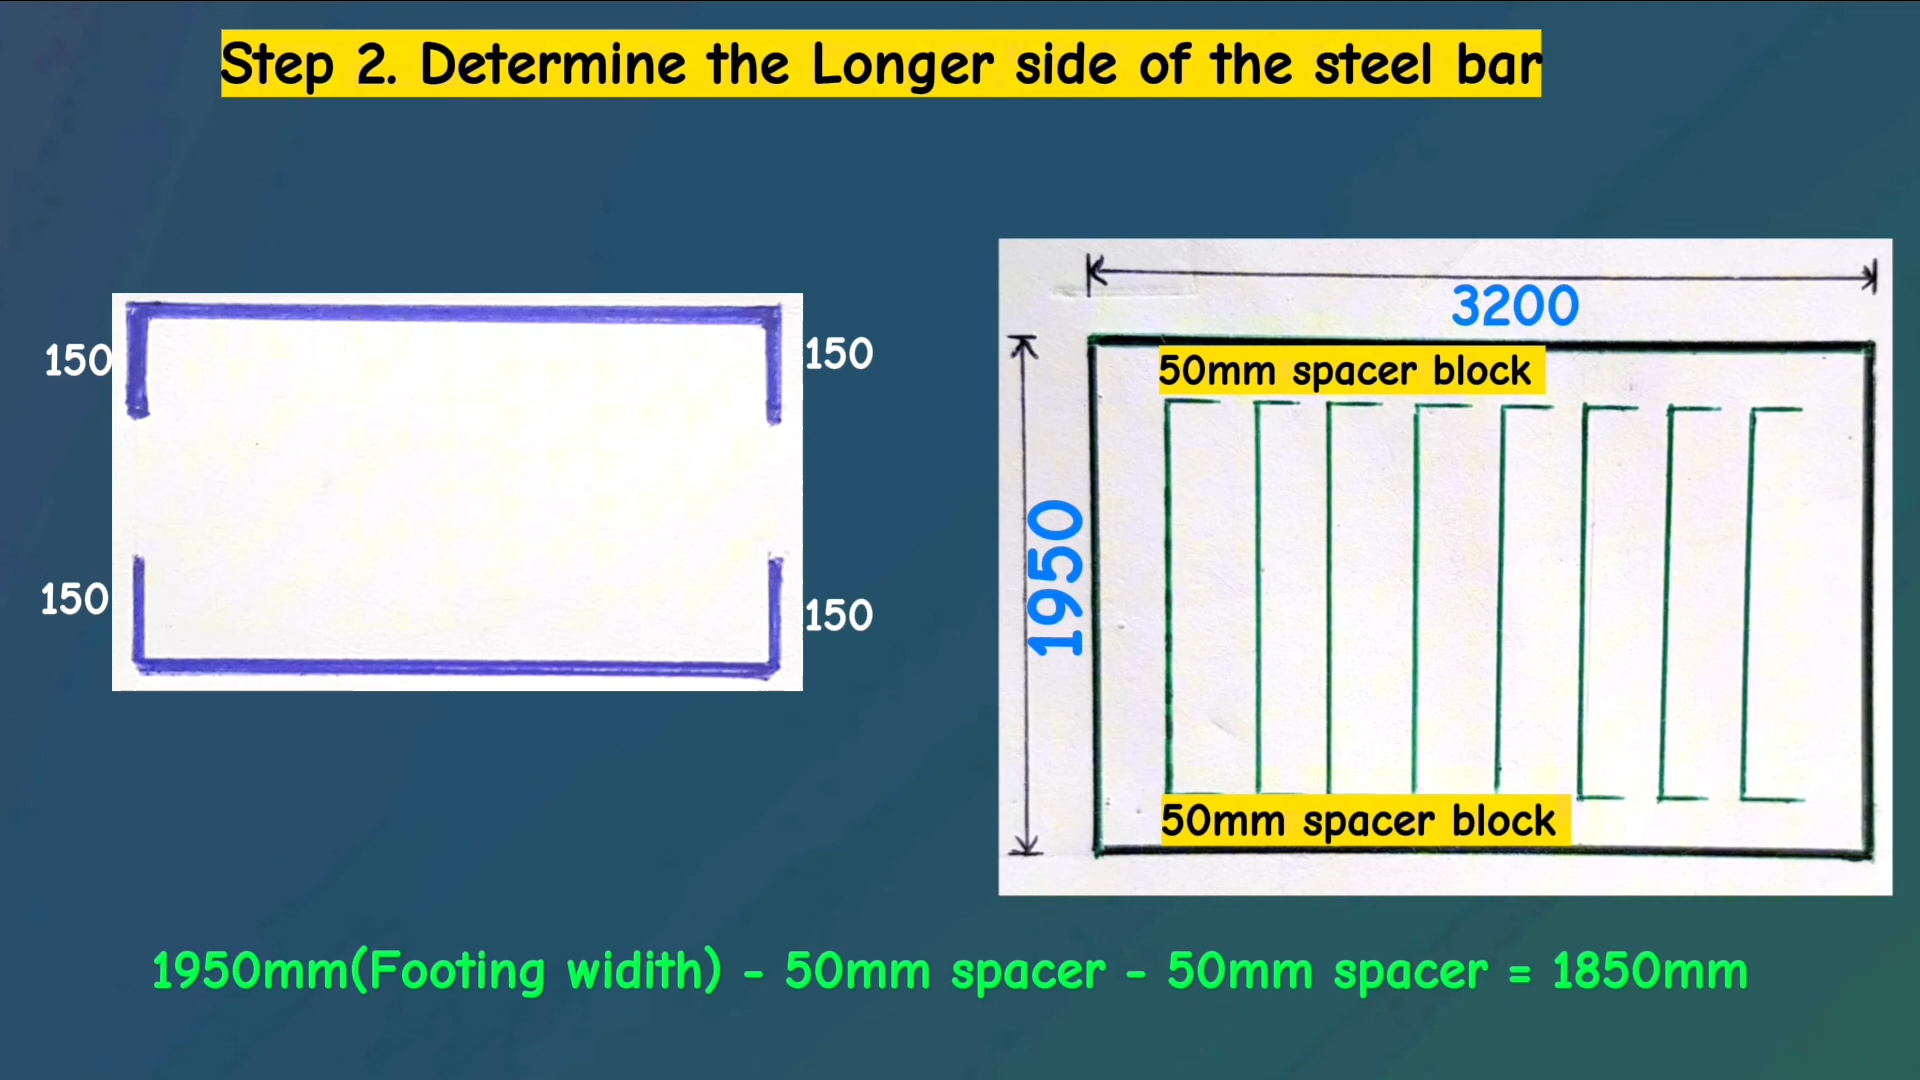 Step 2. Determine the Longer side of the steel bar
150
150
150
150
3200
50mm spacer block
1950
50mm spacer block
1950mm(Footing widith) - 50mm spacer - 50mm spacer = 1850mm